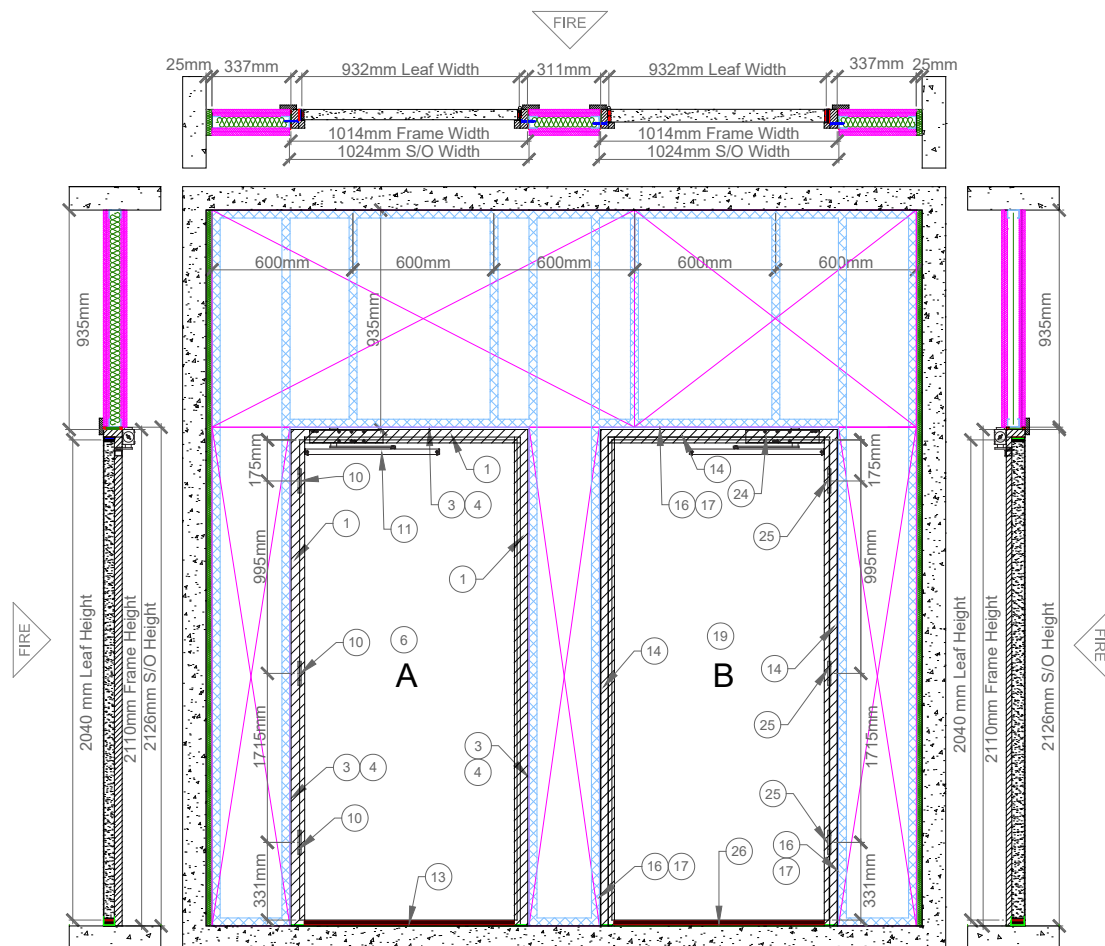 FIRE
25mm 337mm 932mm Leaf Width 311mm 932mm Leaf Width 337mm 25mm
1014mm Frame Width 1014mm Frame Width
1024mm S/O Width 1024mm S/O Width
600mm 600mm 600mm 600mm 600mm
935mm
935mm
935mm
175mm
175mm
10
1
3 4
11
14
16 17
24
25
1
1
995mm
995mm
FIRE
2040 mm Leaf Height
2110mm Frame Height
2126mm S/O Height
10
6
A
19
B
14
14
25
2040 mm Leaf Height
2110mm Frame Height
2126mm S/O Height
FIRE
1715mm
1715mm
3 4
3
4
10
25
16
17
13
16 17
26
331mm
331mm